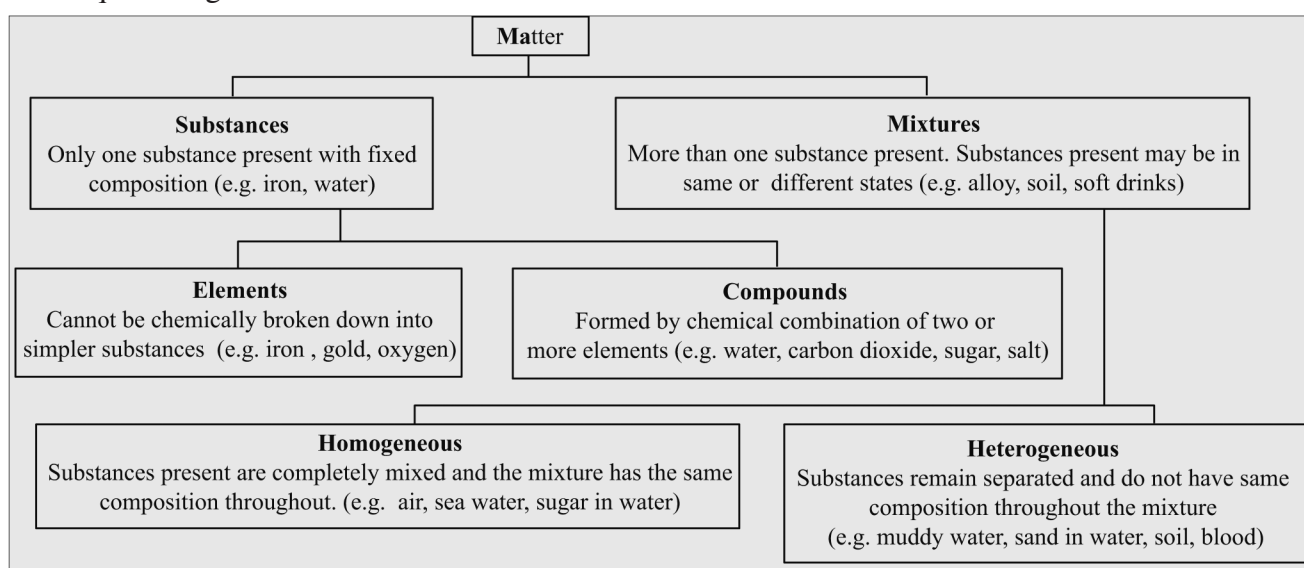 Matter
Substances
Only one substance present with fixed
composition (e.g. iron, water)
Mixtures
More than one substance present. Substances present may be in
same or different states (e.g. alloy, soil, soft drinks)
Elements
Cannot be chemically broken down into
simpler substances (e.g. iron , gold, oxygen)
Compounds
Formed by chemical combination of two or
more elements (e.g. water, carbon dioxide, sugar, salt)
Homogeneous
Substances present are completely mixed and the mixture has the same
composition throughout. (e.g. air, sea water, sugar in water)
Heterogeneous
Substances remain separated and do not have same
composition throughout the mixture
(e.g. muddy water, sand in water, soil, blood)